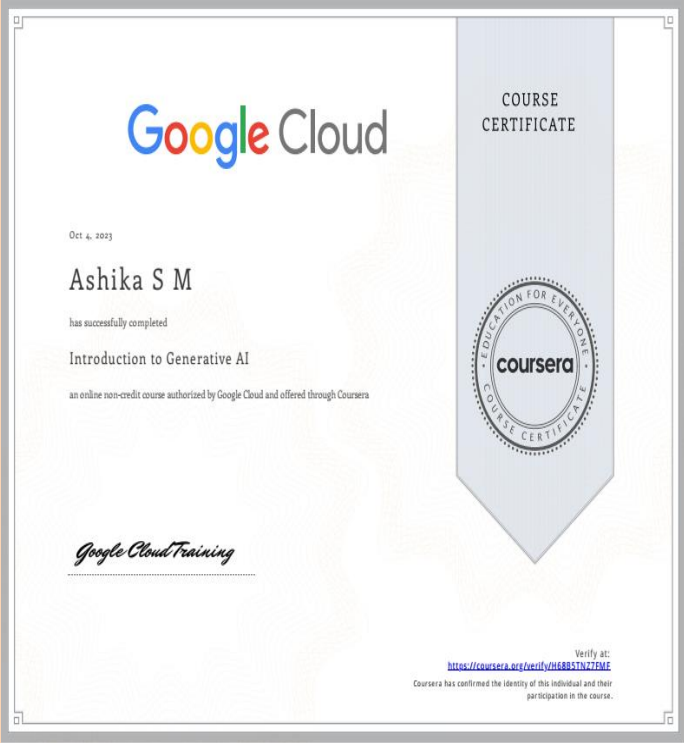 COURSE
CERTIFICATE
Google Cloud
Oct 4, 2023
Ashika S M
has successfully completed
Introduction to Generative AI
an online non-credit course authorized by Google Cloud and offered through Coursera
EDUCATION FOR EVERYONE
coursera
COURSE CERTIFICATE
Google Cloud Training
Verify at:
https://coursera.org/verify/H68B5TNZ7FMF
Coursera has confirmed the identity of this individual and their
participation in the course.